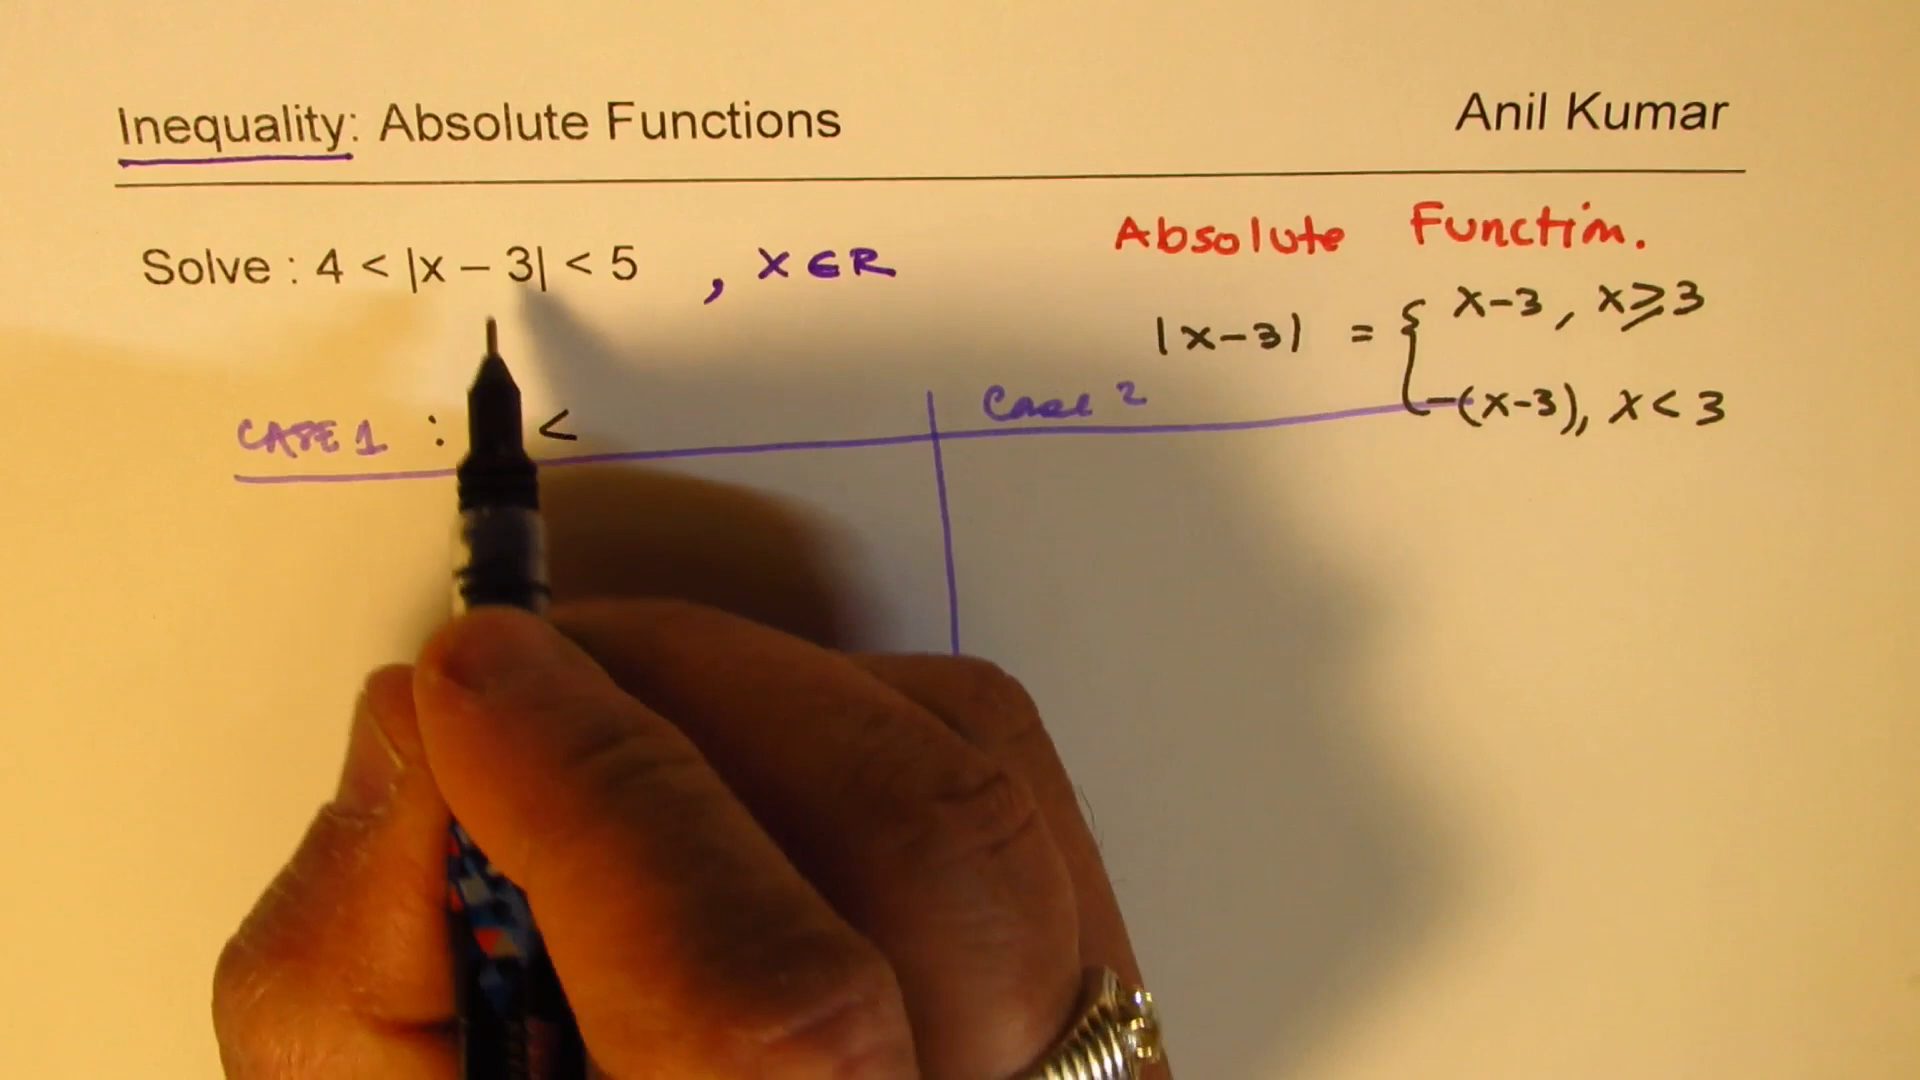 Inequality: Absolute Functions
Anil Kumar
Solve : 4 < |x – 3| < 5 , x ∈ R
Absolute Function.
|x-3| = { x-3, x ≥ 3
-(x-3), x < 3
CASE 1 : <
Case 2